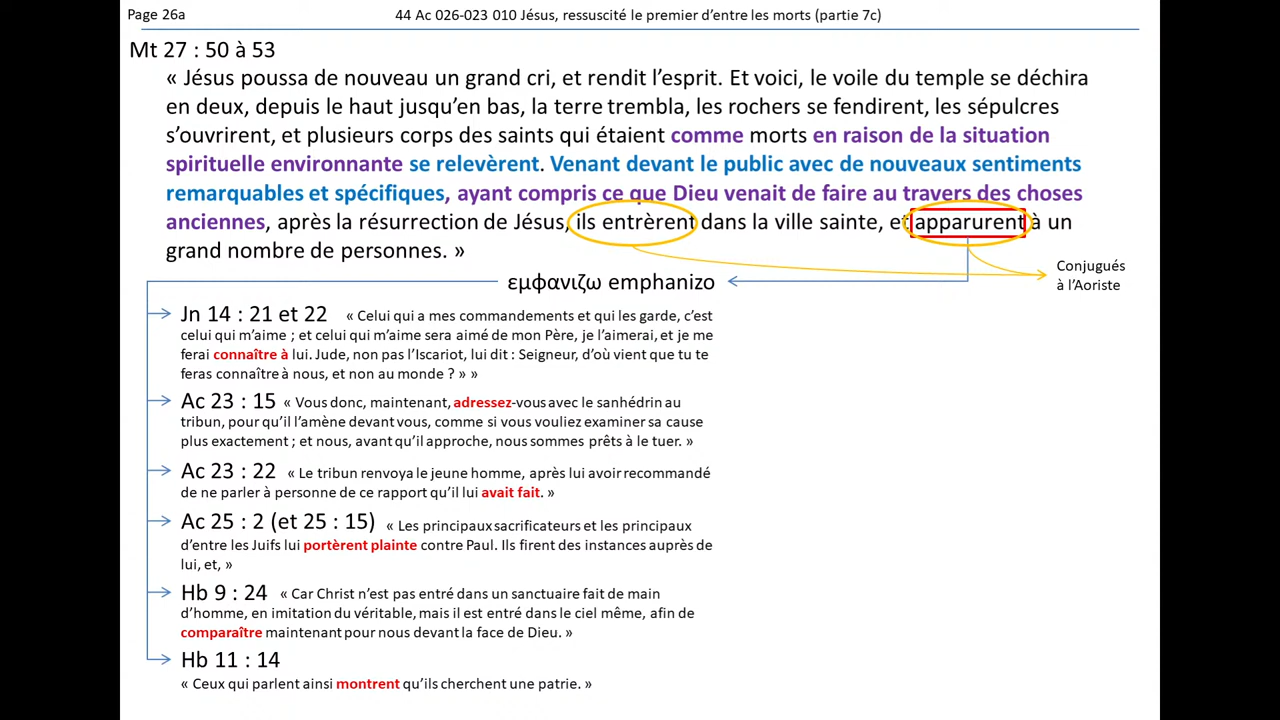 Page 26a
44 Ac 026-023 010 Jésus, ressuscité le premier d’entre les morts (partie 7c)
Mt 27 : 50 à 53
« Jésus poussa de nouveau un grand cri, et rendit l’esprit. Et voici, le voile du temple se déchira
en deux, depuis le haut jusqu’en bas, la terre trembla, les rochers se fendirent, les sépulcres
s’ouvrirent, et plusieurs corps des saints qui étaient comme morts en raison de la situation
spirituelle environnante se relevèrent. Venant devant le public avec de nouveaux sentiments
remarquables et spécifiques, ayant compris ce que Dieu venait de faire au travers des choses
anciennes, après la résurrection de Jésus, ils entrèrent dans la ville sainte, et apparurent à un
grand nombre de personnes. »
Conjugués
à l’Aoriste
εμφανιζω emphanizo
Jn 14 : 21 et 22 « Celui qui a mes commandements et qui les garde, c’est
celui qui m’aime ; et celui qui m’aime sera aimé de mon Père, je l’aimerai, et je me
ferai connaître à lui. Jude, non pas l’Iscariot, lui dit : Seigneur, d’où vient que tu te
feras connaître à nous, et non au monde ? » »
Ac 23 : 15 « Vous donc, maintenant, adressez-vous avec le sanhédrin au
tribun, pour qu’il l’amène devant vous, comme si vous vouliez examiner sa cause
plus exactement ; et nous, avant qu’il approche, nous sommes prêts à le tuer. »
Ac 23 : 22 « Le tribun renvoya le jeune homme, après lui avoir recommandé
de ne parler à personne de ce rapport qu’il lui avait fait. »
Ac 25 : 2 (et 25 : 15) « Les principaux sacrificateurs et les principaux
d’entre les Juifs lui portèrent plainte contre Paul. Ils firent des instances auprès de
lui, et, »
Hb 9 : 24 « Car Christ n’est pas entré dans un sanctuaire fait de main
d’homme, en imitation du véritable, mais il est entré dans le ciel même, afin de
comparaître maintenant pour nous devant la face de Dieu. »
Hb 11 : 14
« Ceux qui parlent ainsi montrent qu’ils cherchent une patrie. »